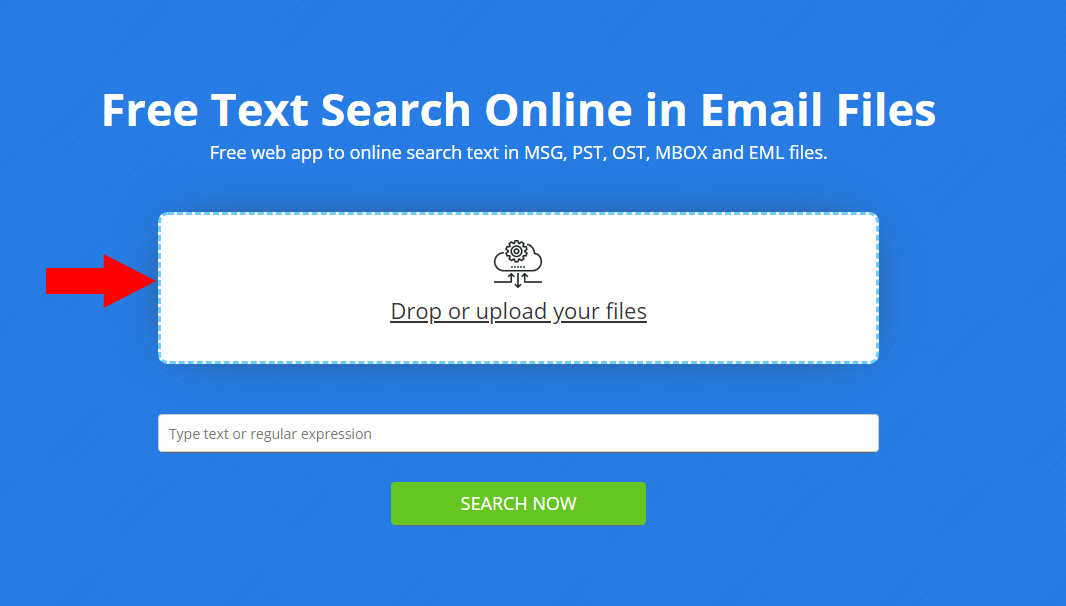 Free Text Search Online in Email Files
Free web app to online search text in MSG, PST, OST, MBOX and EML files.
Drop or upload your files
Type text or regular expression
SEARCH NOW